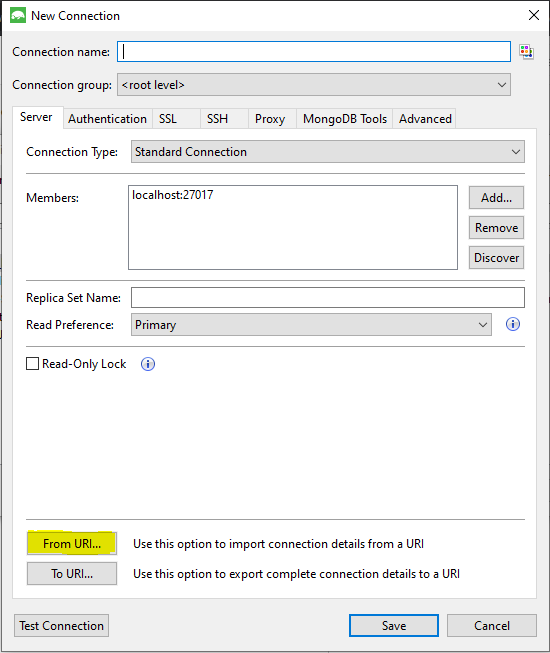 New Connection
Connection name:
Connection group: <root level>
Server Authentication SSL SSH Proxy MongoDB Tools Advanced
Connection Type: Standard Connection
Members: localhost:27017 Add...
Remove
Discover
Replica Set Name:
Read Preference: Primary
Read-Only Lock
From URI... Use this option to import connection details from a URI
To URI... Use this option to export complete connection details to a URI
Test Connection Save Cancel